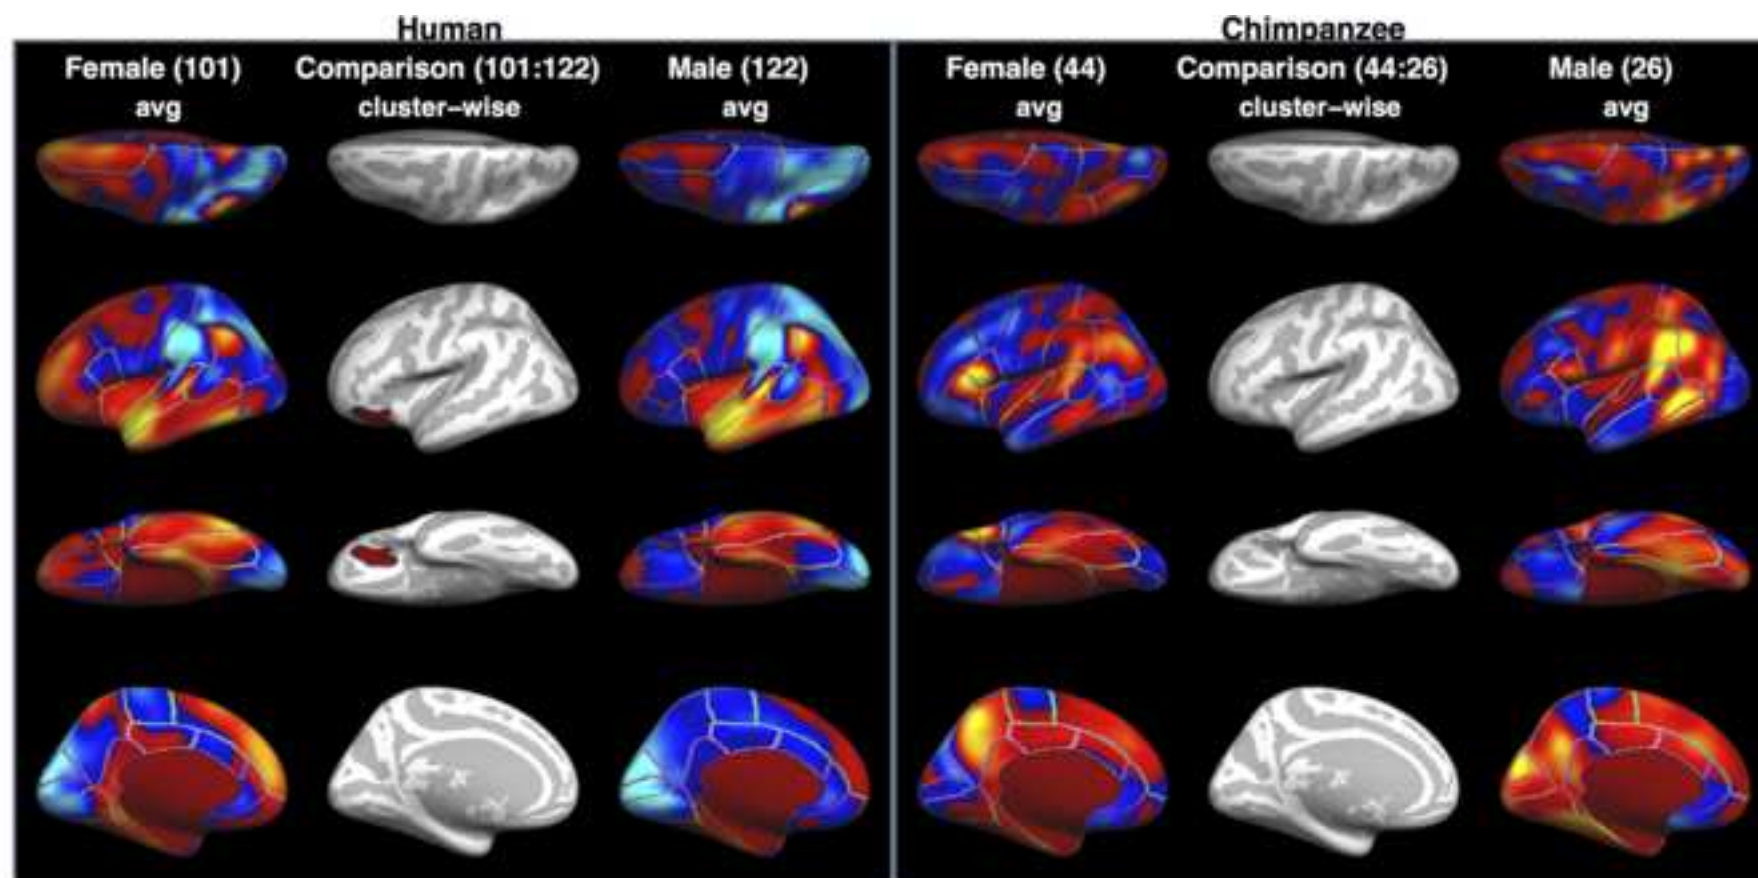 Human
Chimpanzee
Female (101)
avg
Comparison (101:122)
cluster-wise
Male (122)
avg
Female (44)
avg
Comparison (44:26)
cluster-wise
Male (26)
avg